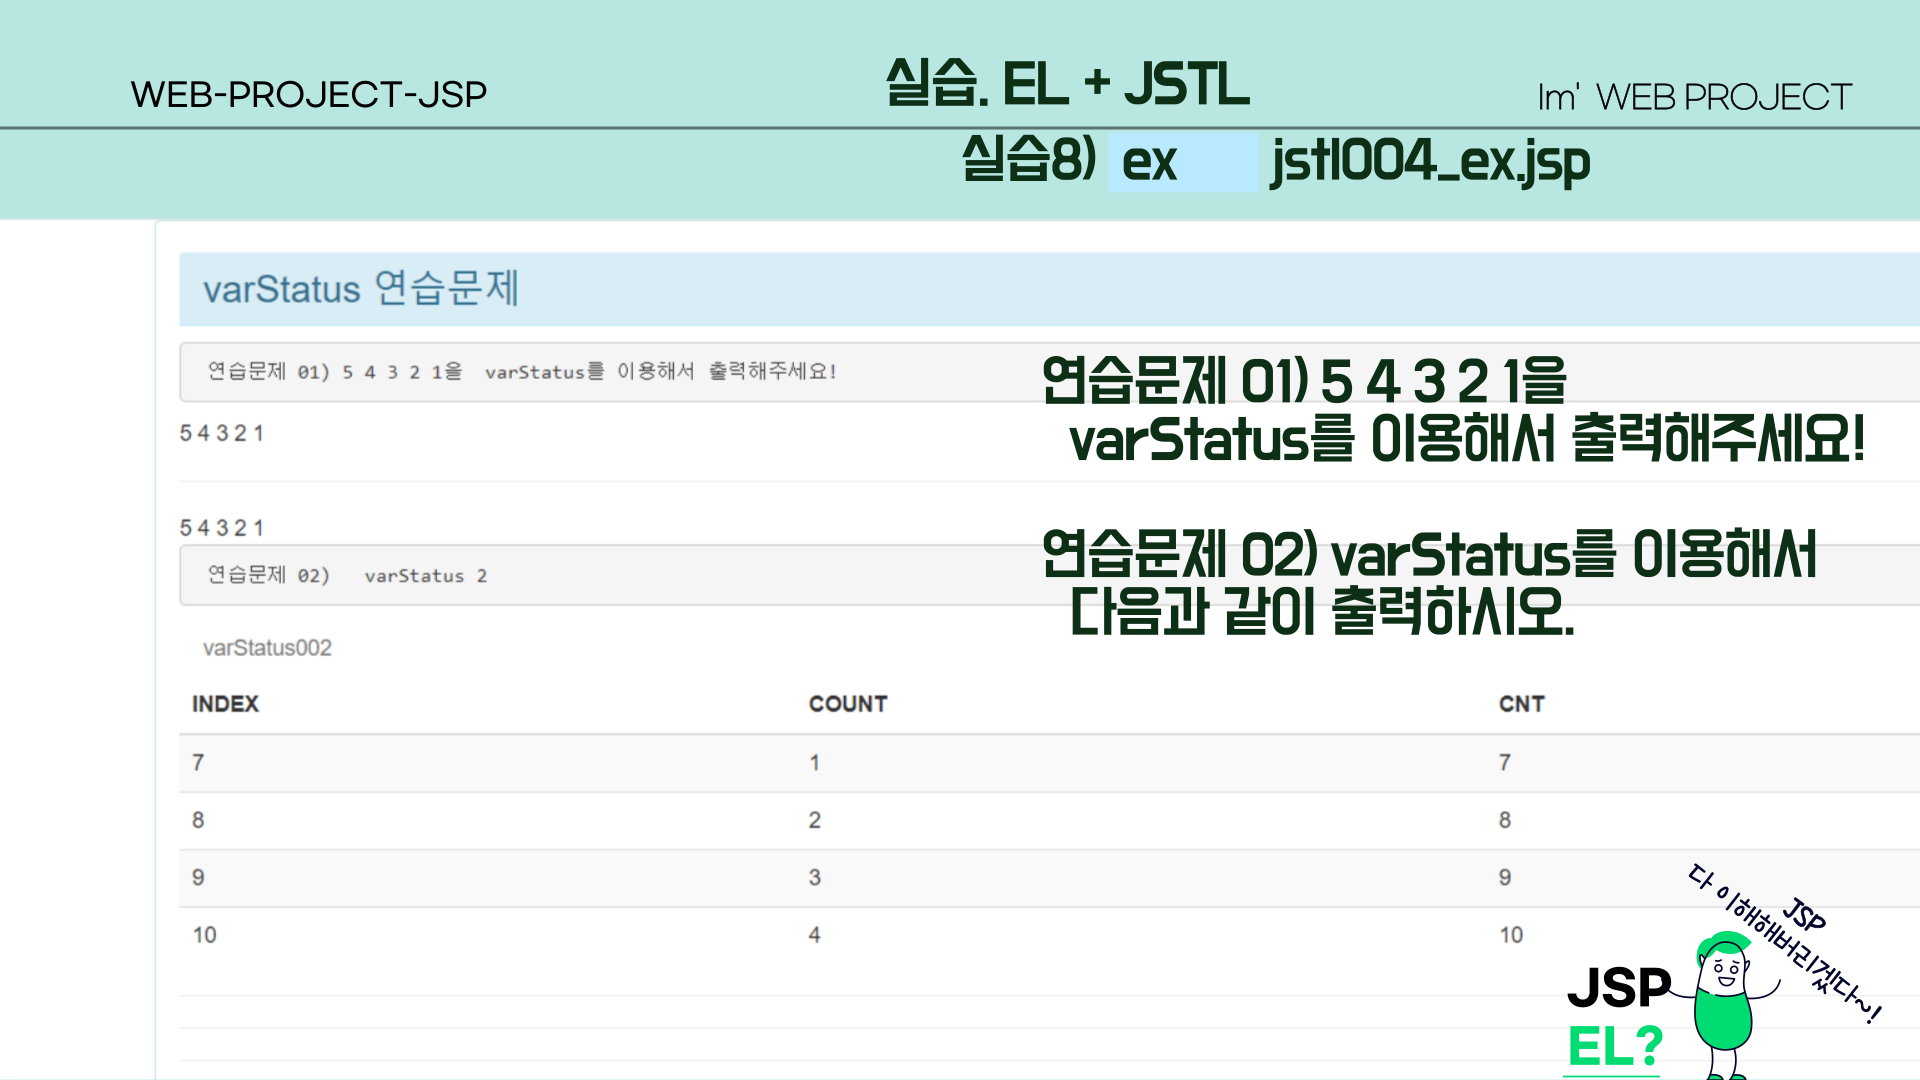 WEB-PROJECT-JSP
실습. EL + JSTL
Im' WEB PROJECT
실습8) ex jstl004_ex.jsp
varStatus 연습문제
연습문제 01) 5 4 3 2 1을 varStatus를 이용해서 출력해주세요!
5 4 3 2 1
5 4 3 2 1
연습문제 02) varStatus 2
연습문제 01) 5 4 3 2 1을
varStatus를 이용해서 출력해주세요!
연습문제 02) varStatus를 이용해서
다음과 같이 출력하시오.
varStatus002
INDEX COUNT CNT
7 1 7
8 2 8
9 3 9
10 4 10
JSP
다 이해해버리겠다~!
JSP
EL?